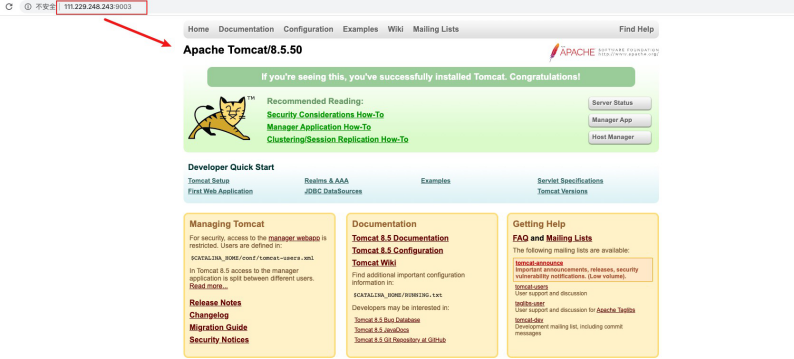 不安全 111.229.248.243:9003
Home Documentation Configuration Examples Wiki Mailing Lists Find Help
Apache Tomcat/8.5.50
THE APACHE SOFTWARE FOUNDATION
http://www.apache.org/
If you're seeing this, you've successfully installed Tomcat. Congratulations!
TM
Recommended Reading:
Security Considerations How-To
Manager Application How-To
Clustering/Session Replication How-To
Server Status
Manager App
Host Manager
Developer Quick Start
Tomcat Setup
First Web Application
Realms & AAA
JDBC DataSources
Examples
Servlet Specifications
Tomcat Versions
Managing Tomcat
For security, access to the manager webapp is
restricted. Users are defined in:
$CATALINA_HOME/conf/tomcat-users.xml
In Tomcat 8.5 access to the manager
application is split between different users.
Read more...
Release Notes
Changelog
Migration Guide
Security Notices
Documentation
Tomcat 8.5 Documentation
Tomcat 8.5 Configuration
Tomcat Wiki
Find additional important configuration
information in:
$CATALINA_HOME/RUNNING.txt
Developers may be interested in:
Tomcat 8.5 Bug Database
Tomcat 8.5 JavaDocs
Tomcat 8.5 Git Repository at GitHub
Getting Help
FAQ and Mailing Lists
The following mailing lists are available:
tomcat-announce
Important announcements, releases, security
vulnerability notifications. (Low volume).
tomcat-users
User support and discussion
taglibs-user
User support and discussion for Apache Taglibs
tomcat-dev
Development mailing list, including commit
messages